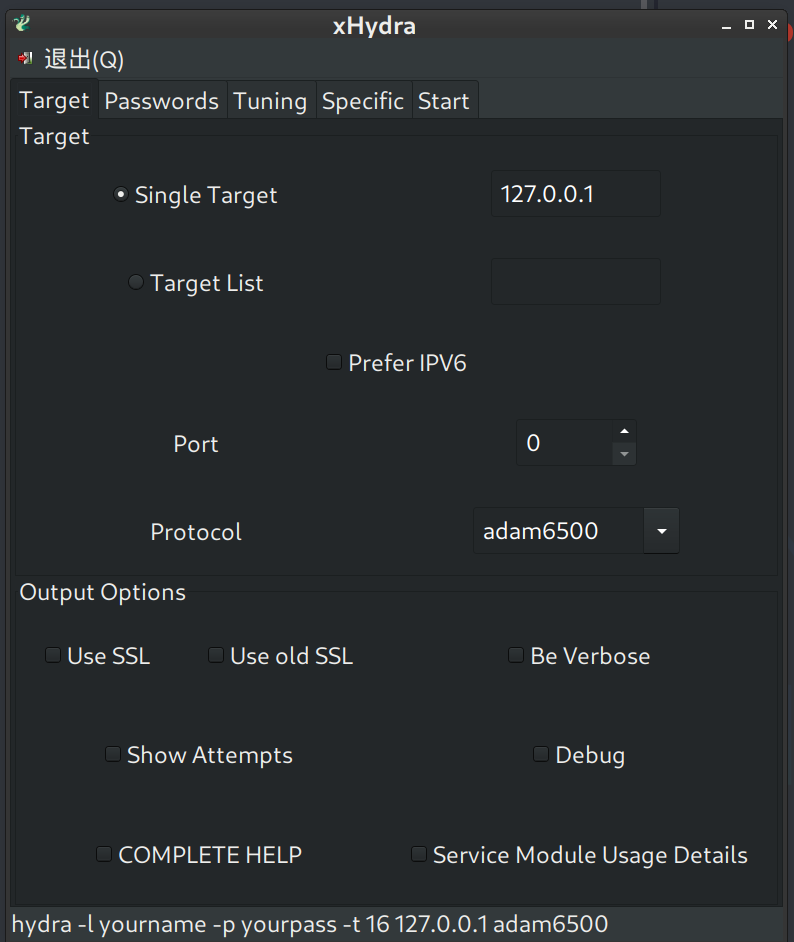 xHydra
退出(Q)
Target Passwords Tuning Specific Start
Target
Single Target 127.0.0.1
Target List
Prefer IPV6
Port 0
Protocol adam6500
Output Options
Use SSL Use old SSL Be Verbose
Show Attempts Debug
COMPLETE HELP Service Module Usage Details
hydra -l yourname -p yourpass -t 16 127.0.0.1 adam6500